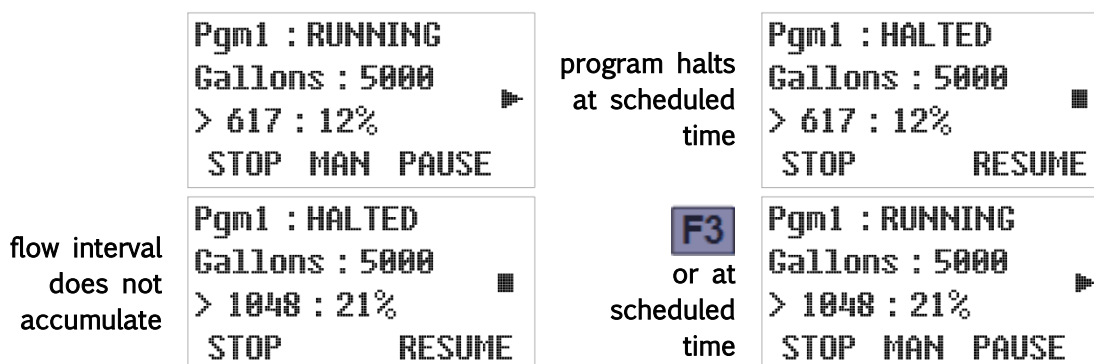 Pgm1 : RUNNING
Gallons : 5000
> 617 : 12%
STOP MAN PAUSE
program halts
at scheduled
time
Pgm1 : HALTED
Gallons : 5000
> 617 : 12%
STOP RESUME
flow interval
does not
accumulate
Pgm1 : HALTED
Gallons : 5000
> 1048 : 21%
STOP RESUME
F3
or at
scheduled
time
Pgm1 : RUNNING
Gallons : 5000
> 1048 : 21%
STOP MAN PAUSE